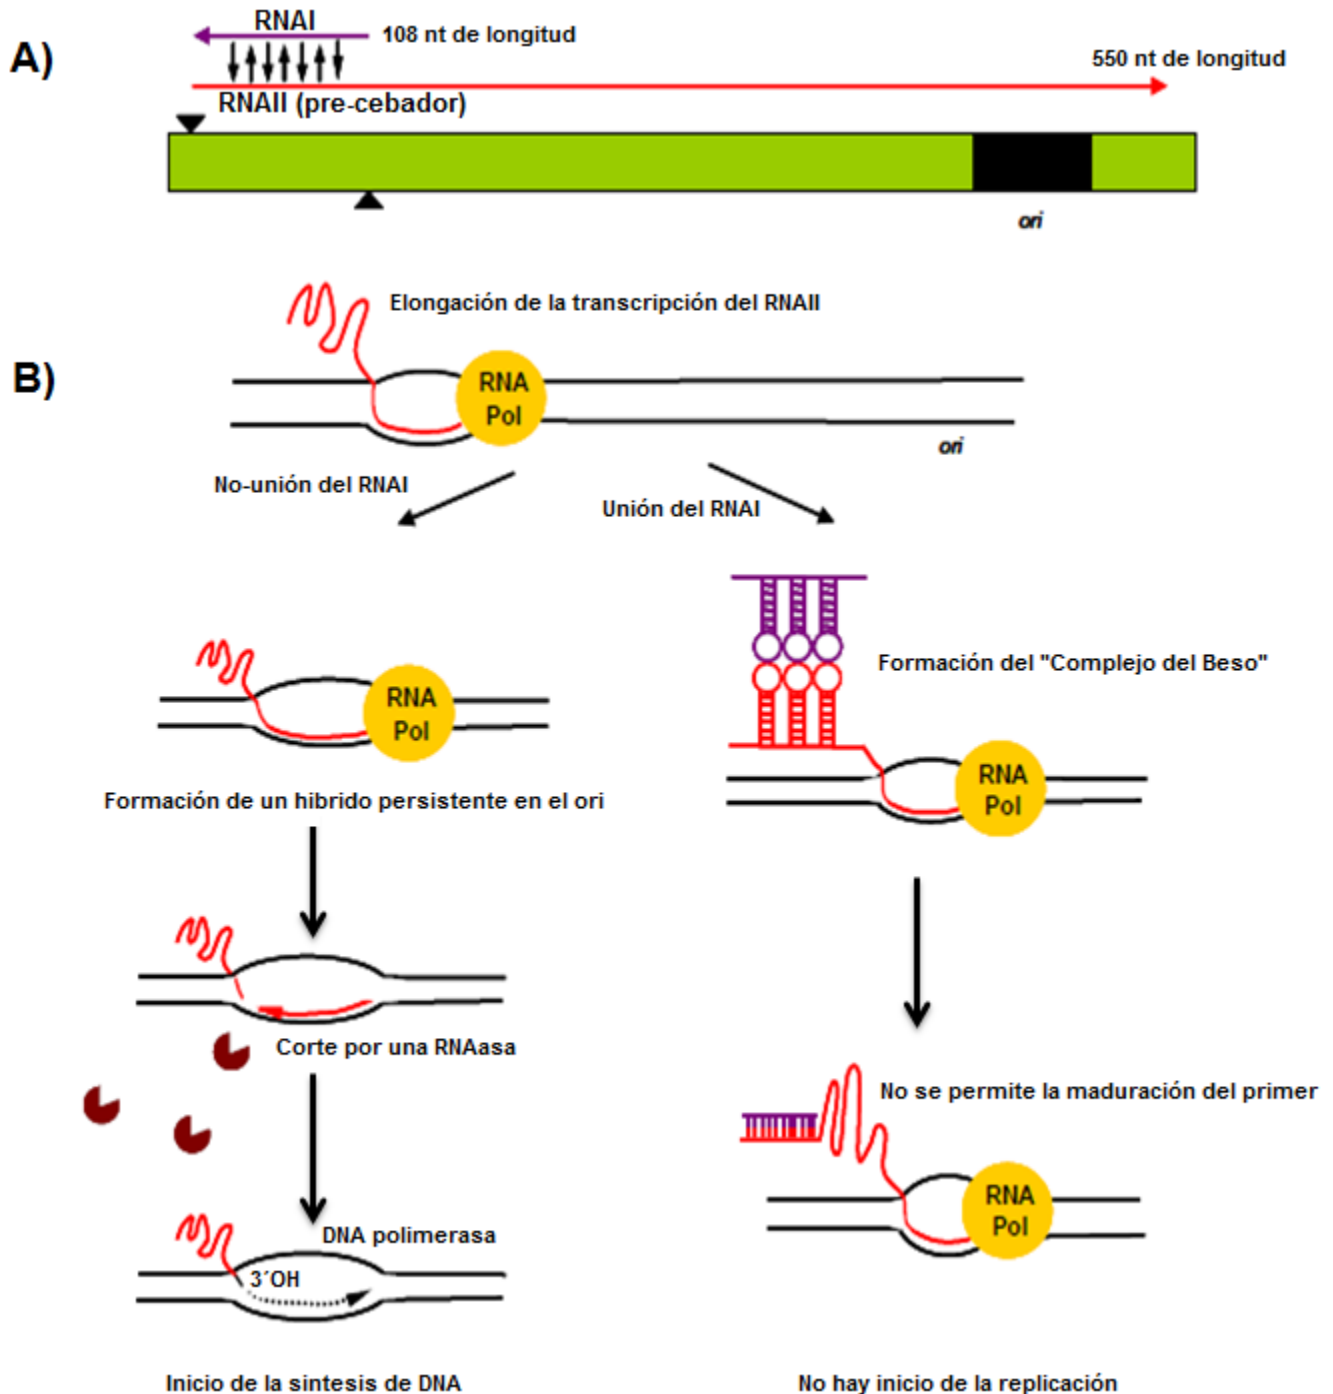 A)
RNAI
108 nt de longitud
550 nt de longitud
RNAII (pre-cebador)
ori
B)
Elongación de la transcripción del RNAII
RNA
Pol
ori
No-unión del RNAI
Unión del RNAI
RNA
Pol
Formación del "Complejo del Beso"
RNA
Pol
Formación de un hibrido persistente en el ori
Corte por una RNAasa
No se permite la maduración del primer
RNA
Pol
DNA polimerasa
3´OH
Inicio de la sintesis de DNA
No hay inicio de la replicación